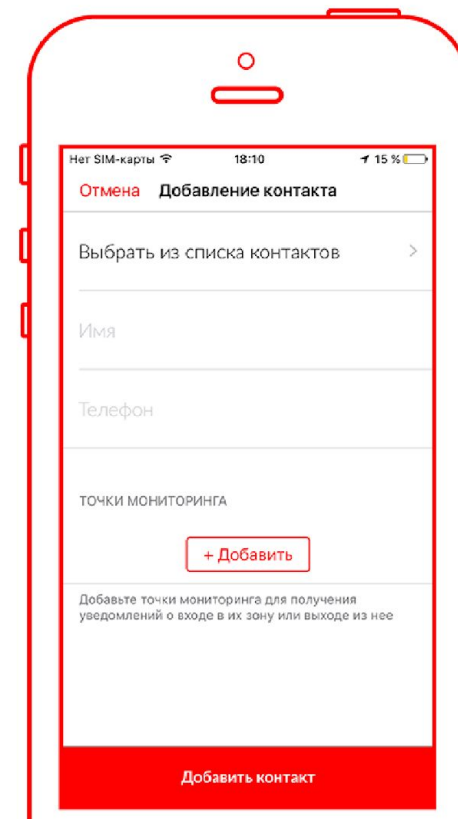 Нет SIM-карты 18:10 15 %
Отмена Добавление контакта
Выбрать из списка контактов
Имя
Телефон
ТОЧКИ МОНИТОРИНГА
+ Добавить
Добавьте точки мониторинга для получения
уведомлений о входе в их зону или выходе из нее
Добавить контакт